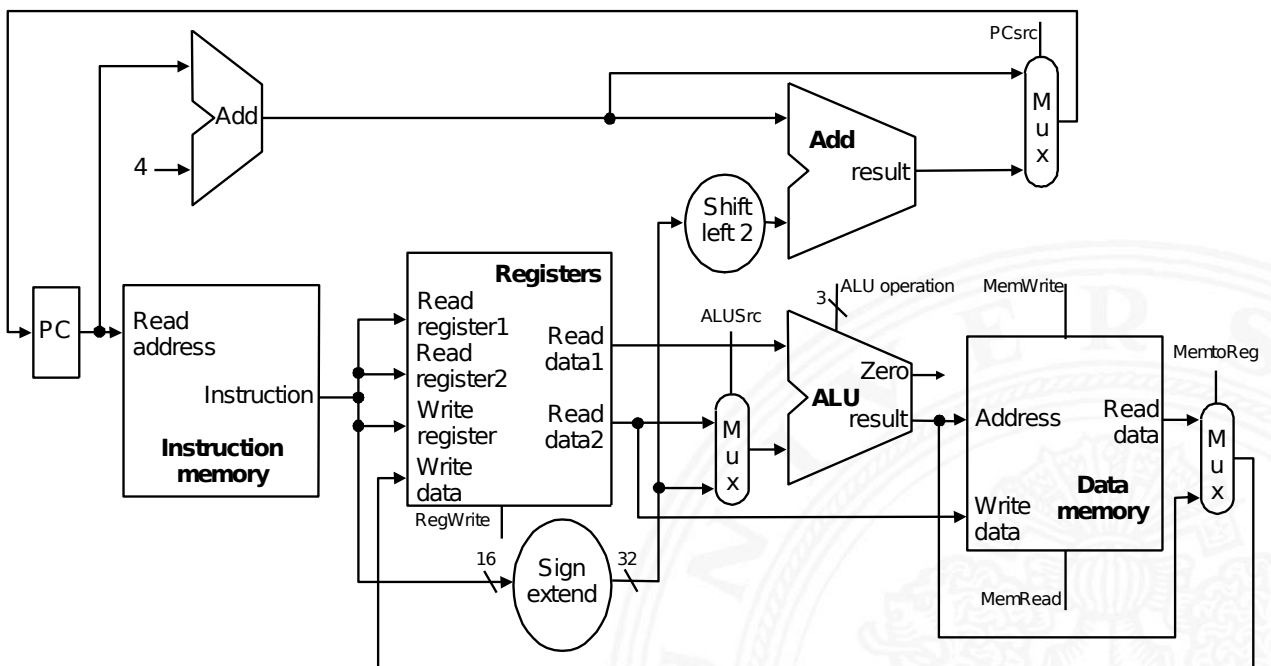 PCsrc
Add
4
M
u
x
Add
result
Shift
left 2
PC
Read
address
Instruction
Instruction
memory
Registers
Read
register1
Read
register2
Write
register
Write
data
Read
data1
Read
data2
RegWrite
16
Sign
extend
32
ALUSrc
M
u
x
3
ALU operation
Zero
ALU
result
MemWrite
Address
Read
data
Write
data
Data
memory
MemRead
MemtoReg
M
u
x
N
I
V
E
R
S